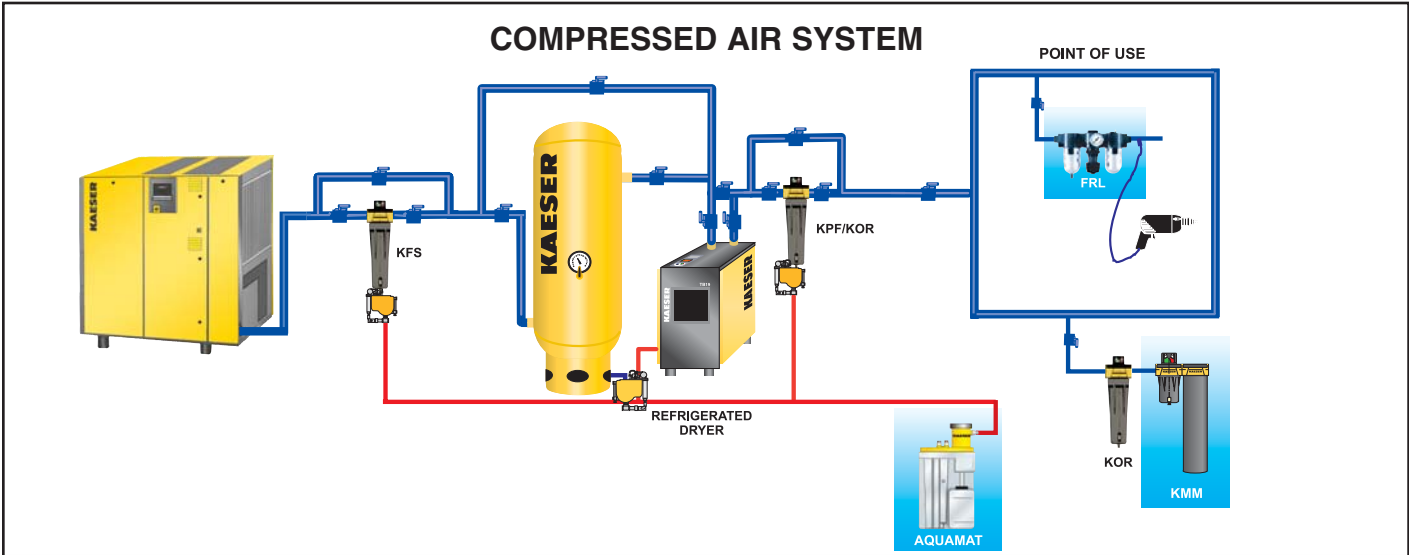 COMPRESSED AIR SYSTEM
POINT OF USE
KAESER
KFS
KAESER
KAESER
KAESER
REFRIGERATED
DRYER
KPF/KOR
FRL
KOR
KMM
AQUAMAT